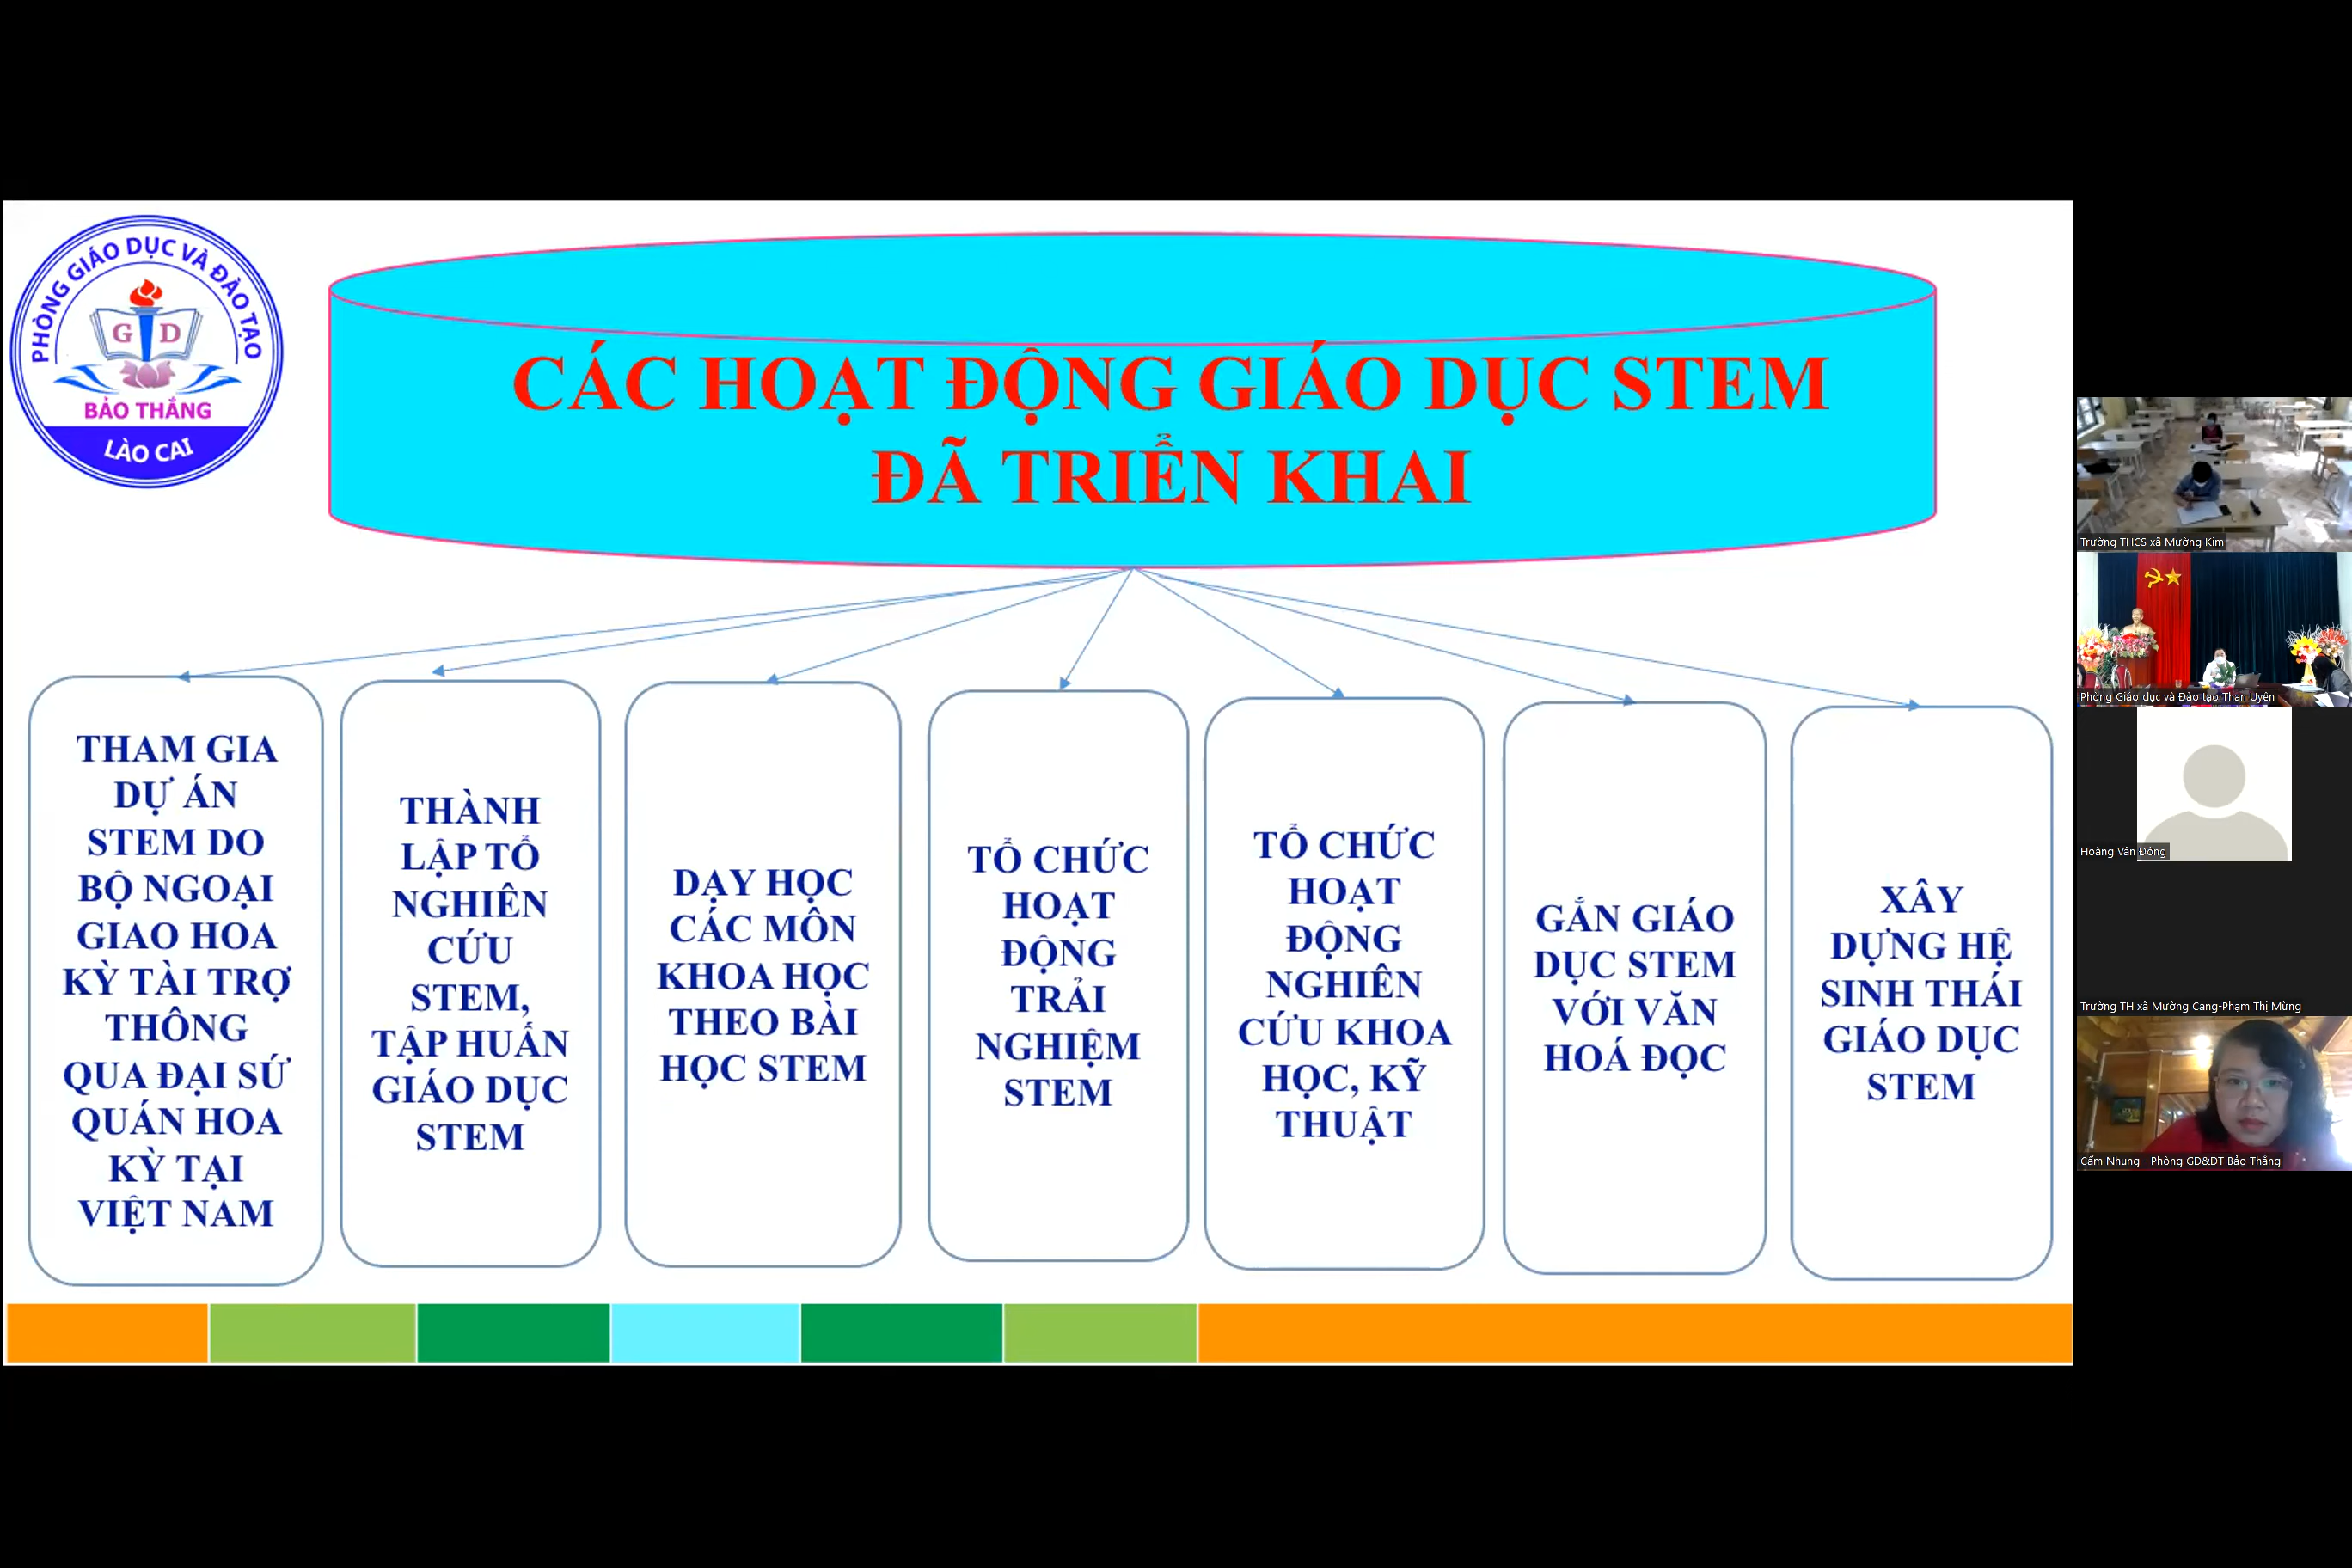 PHÒNG GIÁO DỤC VÀ ĐÀO TẠO
G D
BẢO THẮNG
LÀO CAI
CÁC HOẠT ĐỘNG GIÁO DỤC STEM
ĐÃ TRIỂN KHAI
THAM GIA
DỰ ÁN
STEM DO
BỘ NGOẠI
GIAO HOA
KỲ TÀI TRỢ
THÔNG
QUA ĐẠI SỨ
QUÁN HOA
KỲ TẠI
VIỆT NAM
THÀNH
LẬP TỔ
NGHIÊN
CỨU
STEM,
TẬP HUẤN
GIÁO DỤC
STEM
DẠY HỌC
CÁC MÔN
KHOA HỌC
THEO BÀI
HỌC STEM
TỔ CHỨC
HOẠT
ĐỘNG
TRẢI
NGHIỆM
STEM
TỔ CHỨC
HOẠT
ĐỘNG
NGHIÊN
CỨU KHOA
HỌC, KỸ
THUẬT
GẮN GIÁO
DỤC STEM
VỚI VĂN
HOÁ ĐỌC
XÂY
DỰNG HỆ
SINH THÁI
GIÁO DỤC
STEM
Trường THCS xã Mường Kim
Phòng Giáo dục và Đào tạo Than Uyên
Hoàng Vân Đông
Trường TH xã Mường Cang-Phạm Thị Mừng
Cẩm Nhung - Phòng GD&ĐT Bảo Thắng